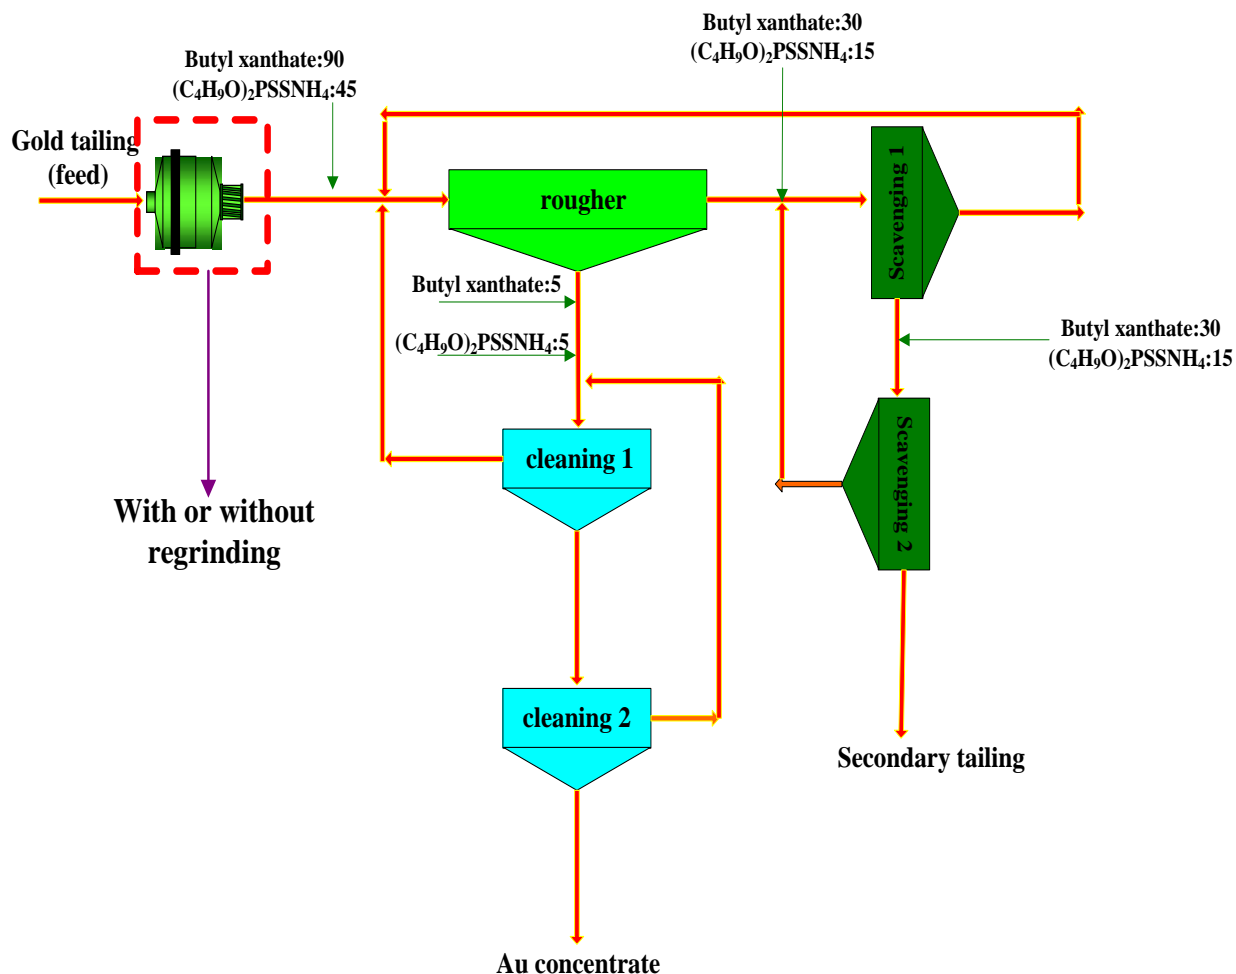 Butyl xanthate:30
(C₄H₉O)₂PSSNH₄:15
Butyl xanthate:90
(C₄H₉O)₂PSSNH₄:45
Gold tailing
(feed)
rougher
Scavenging 1
Butyl xanthate:5
(C₄H₉O)₂PSSNH₄:5
Butyl xanthate:30
(C₄H₉O)₂PSSNH₄:15
cleaning 1
Scavenging 2
With or without
regrinding
cleaning 2
Secondary tailing
Au concentrate